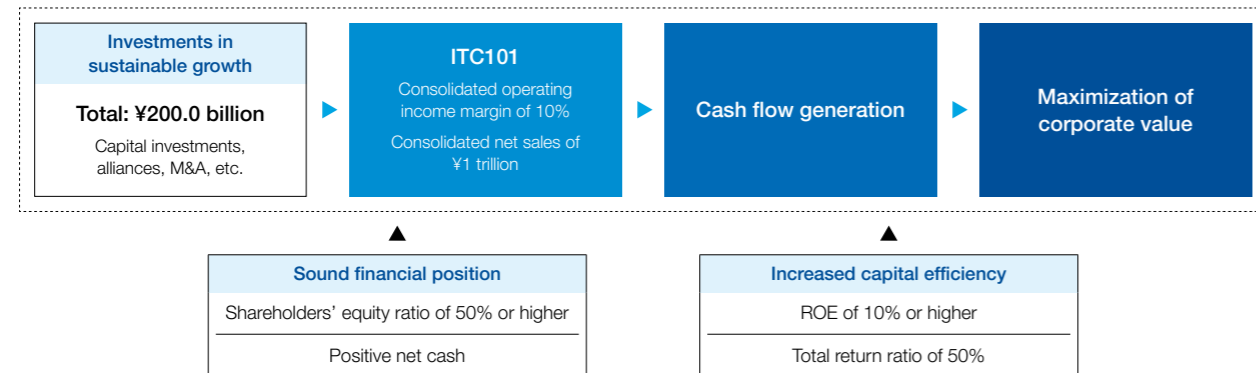 Investments in
sustainable growth
Total: ¥200.0 billion
Capital investments,
alliances, M&A, etc.
ITC101
Consolidated operating
income margin of 10%
Consolidated net sales of
¥1 trillion
Cash flow generation
Maximization of
corporate value
Sound financial position
Shareholders’ equity ratio of 50% or higher
Positive net cash
Increased capital efficiency
ROE of 10% or higher
Total return ratio of 50%